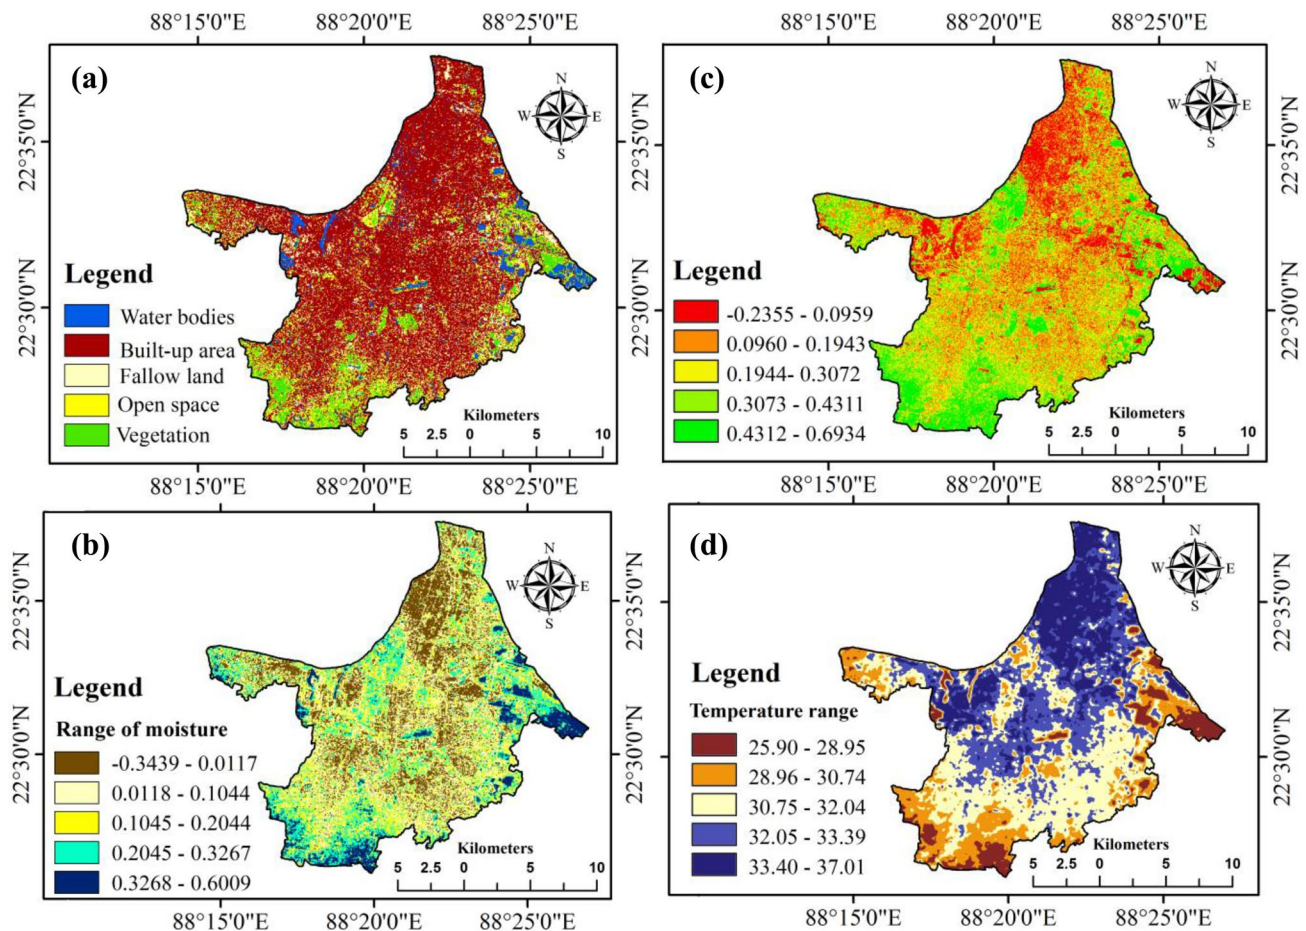 88°15'0"E 88°20'0"E 88°25'0"E
88°15'0"E 88°20'0"E 88°25'0"E
(a)
N
W E
S
22°35'0"N
22°30'0"N
Legend
Water bodies
Built-up area
Fallow land
Open space
Vegetation
Kilometers
5 2.5 0 5 10
(c)
N
W E
S
22°35'0"N
22°30'0"N
Legend
-0.2355 - 0.0959
0.0960 - 0.1943
0.1944- 0.3072
0.3073 - 0.4311
0.4312 - 0.6934
Kilometers
5 2.5 0 5 10
88°15'0"E 88°20'0"E 88°25'0"E
88°15'0"E 88°20'0"E 88°25'0"E
(b)
N
W E
S
22°35'0"N
22°30'0"N
22°35'0"N
22°30'0"N
Legend
Range of moisture
-0.3439 - 0.0117
0.0118 - 0.1044
0.1045 - 0.2044
0.2045 - 0.3267
0.3268 - 0.6009
Kilometers
5 2.5 0 5 10
(d)
N
W E
S
22°35'0"N
22°30'0"N
Legend
Temperature range
25.90 - 28.95
28.96 - 30.74
30.75 - 32.04
32.05 - 33.39
33.40 - 37.01
Kilometers
5 2.5 0 5 10
88°15'0"E 88°20'0"E 88°25'0"E
88°15'0"E 88°20'0"E 88°25'0"E